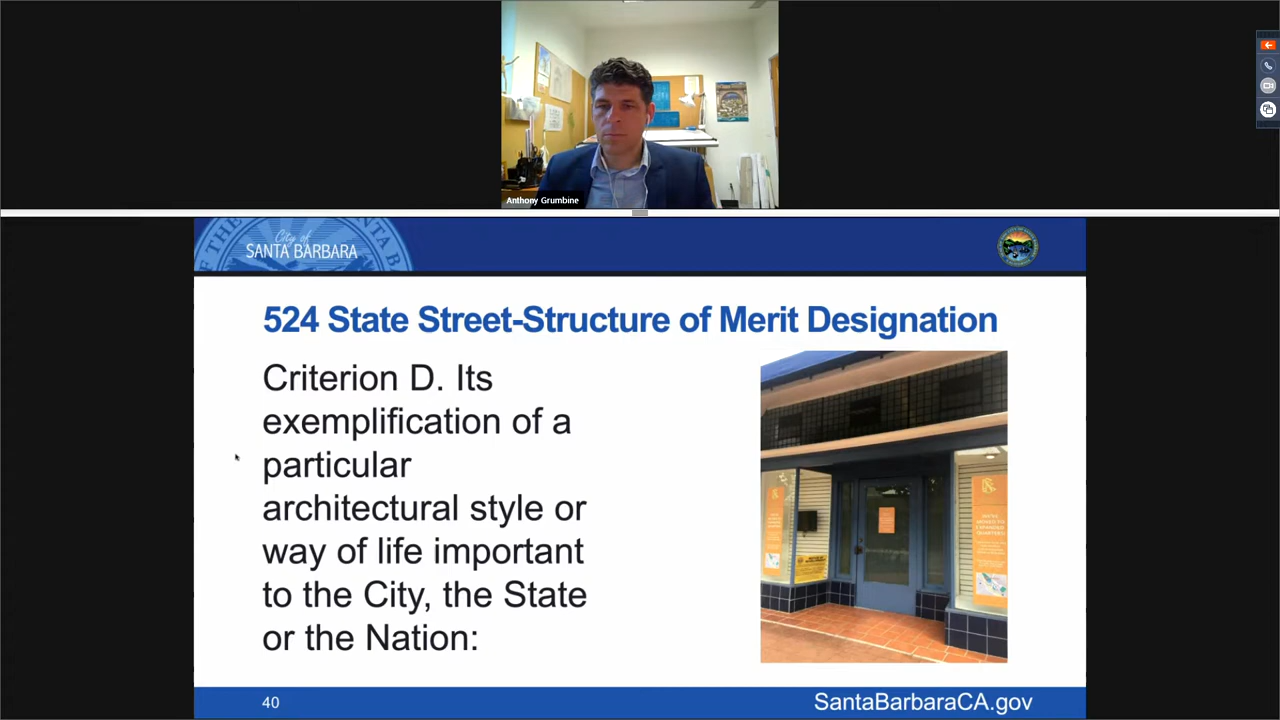 Anthony Grumbine
City of
SANTA BARBARA
524 State Street-Structure of Merit Designation
Criterion D. Its
exemplification of a
particular
architectural style or
way of life important
to the City, the State
or the Nation:
40
SantaBarbaraCA.gov